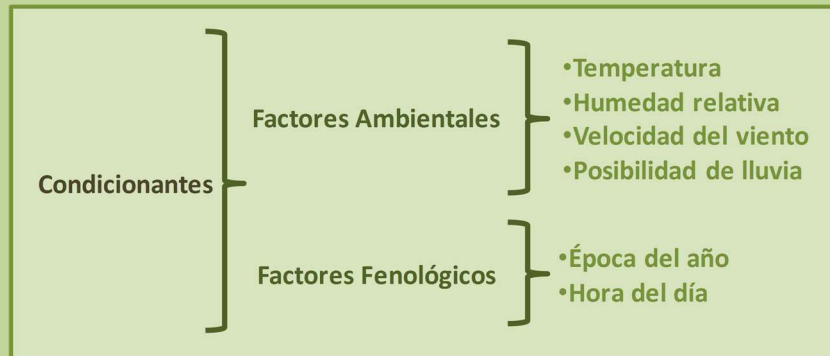 Condicionantes
Factores Ambientales
•Temperatura
•Humedad relativa
•Velocidad del viento
•Posibilidad de lluvia
Factores Fenológicos
•Época del año
•Hora del día